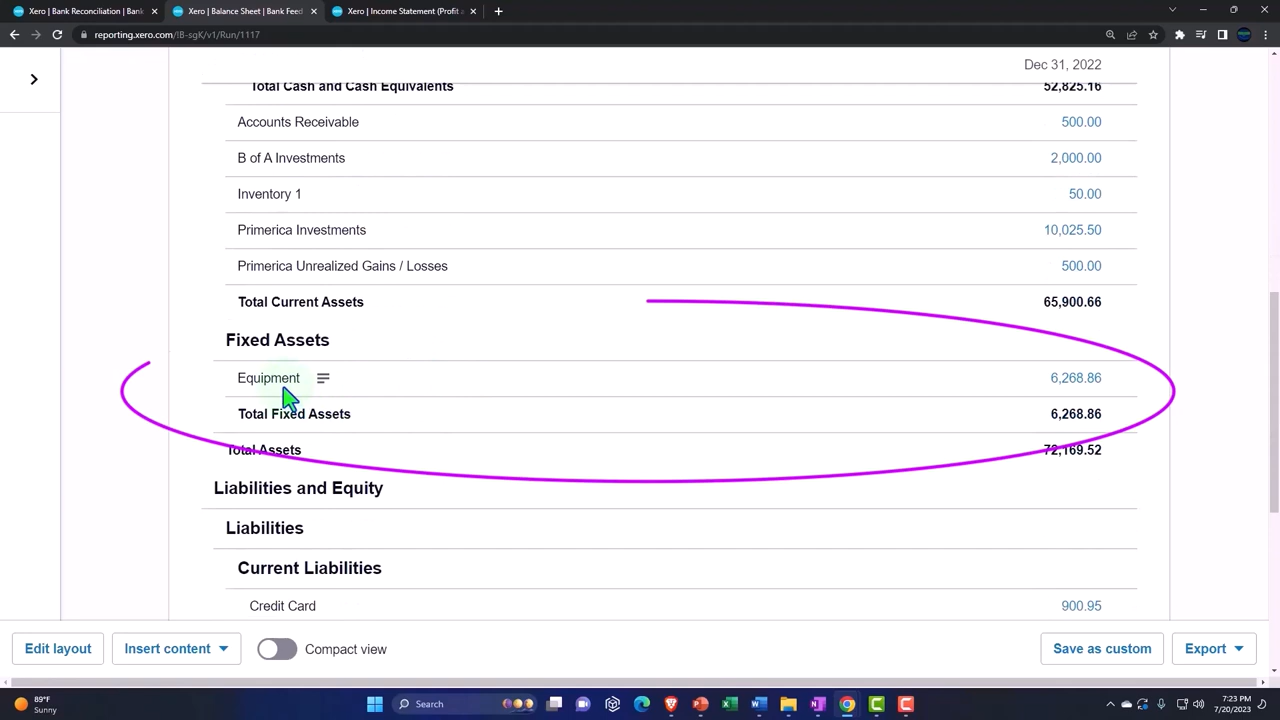 Xero | Bank Reconciliation | Bank
Xero | Balance Sheet | Bank Feed
Xero | Income Statement (Profit a
reporting.xero.com/!B-sgK/v1/Run/1117
Dec 31, 2022
Total Cash and Cash Equivalents 52,825.16
Accounts Receivable 500.00
B of A Investments 2,000.00
Inventory 1 50.00
Primerica Investments 10,025.50
Primerica Unrealized Gains / Losses 500.00
Total Current Assets 65,900.66
Fixed Assets
Equipment 6,268.86
Total Fixed Assets 6,268.86
Total Assets 72,169.52
Liabilities and Equity
Liabilities
Current Liabilities
Credit Card 900.95
Edit layout Insert content Compact view Save as custom Export
89°F
Sunny
Search
7:23 PM
7/20/2023